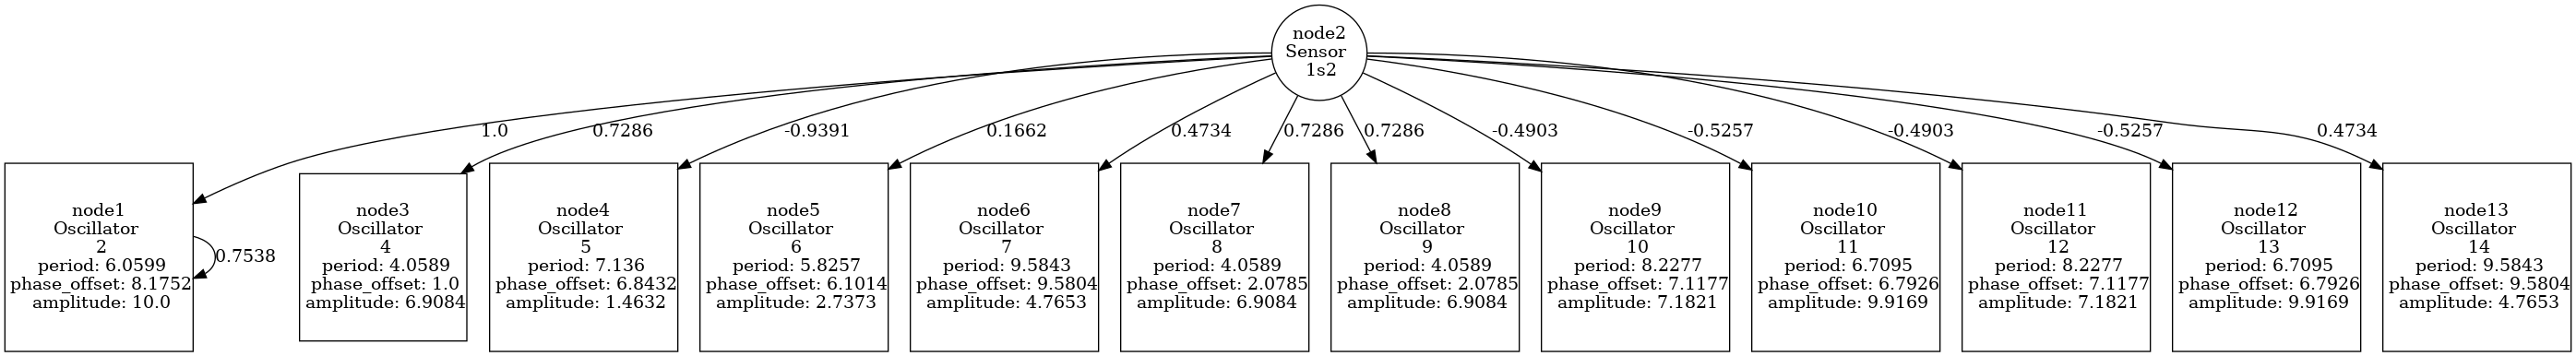 node2
Sensor
1s2
1.0
0.7286
-0.9391
0.1662
0.4734
0.7286
0.7286
-0.4903
-0.5257
-0.4903
-0.5257
0.4734
node1
Oscillator
2
period: 6.0599
phase_offset: 8.1752
amplitude: 10.0
0.7538
node3
Oscillator
4
period: 4.0589
phase_offset: 1.0
amplitude: 6.9084
node4
Oscillator
5
period: 7.136
phase_offset: 6.8432
amplitude: 1.4632
node5
Oscillator
6
period: 5.8257
phase_offset: 6.1014
amplitude: 2.7373
node6
Oscillator
7
period: 9.5843
phase_offset: 9.5804
amplitude: 4.7653
node7
Oscillator
8
period: 4.0589
phase_offset: 2.0785
amplitude: 6.9084
node8
Oscillator
9
period: 4.0589
phase_offset: 2.0785
amplitude: 6.9084
node9
Oscillator
10
period: 8.2277
phase_offset: 7.1177
amplitude: 7.1821
node10
Oscillator
11
period: 6.7095
phase_offset: 6.7926
amplitude: 9.9169
node11
Oscillator
12
period: 8.2277
phase_offset: 7.1177
amplitude: 7.1821
node12
Oscillator
13
period: 6.7095
phase_offset: 6.7926
amplitude: 9.9169
node13
Oscillator
14
period: 9.5843
phase_offset: 9.5804
amplitude: 4.7653